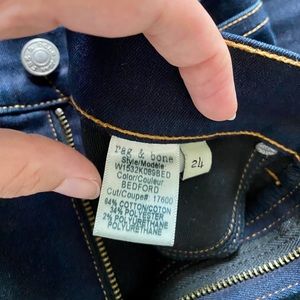 rag & bone
Style/Modèle
W1532K089BED
Color/Couleur
BEDFORD
Cut/Coupe# 17600
64% COTTON/COTON
34% POLYESTER
2% POLYURETHANE
POLYURETHANE
24